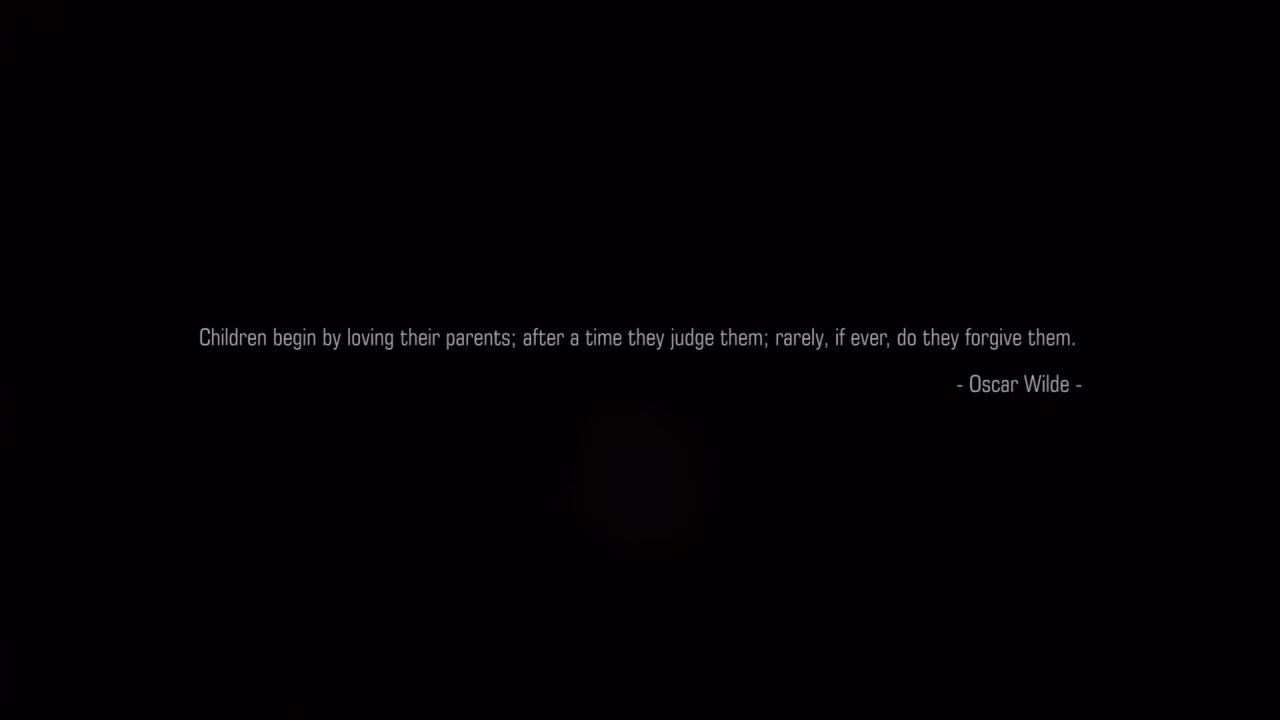 Children begin by loving their parents; after a time they judge them; rarely, if ever, do they forgive them.
- Oscar Wilde -